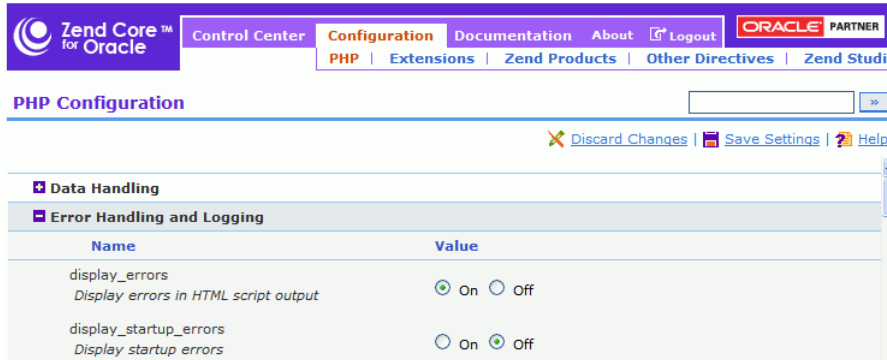 Zend Core™ for Oracle
Control Center Configuration Documentation About Logout ORACLE® PARTNER
PHP | Extensions | Zend Products | Other Directives | Zend Studi
PHP Configuration »
Discard Changes | Save Settings | Help
Data Handling
Error Handling and Logging
Name Value
display_errors
On Off
Display errors in HTML script output
display_startup_errors
On Off
Display startup errors